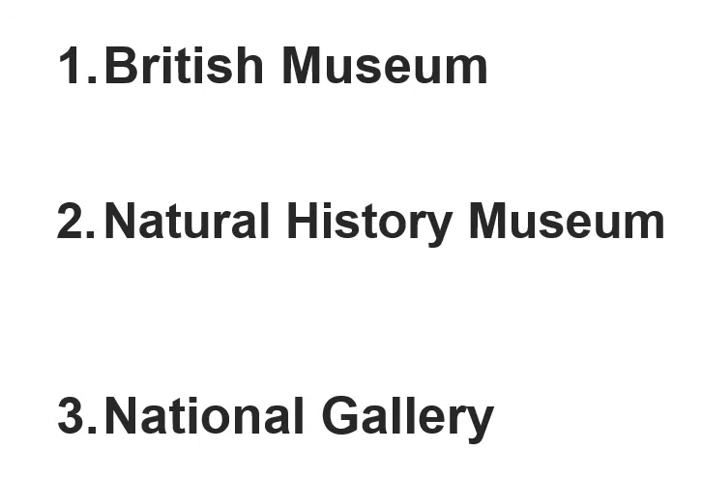 1. British Museum
2. Natural History Museum
3. National Gallery